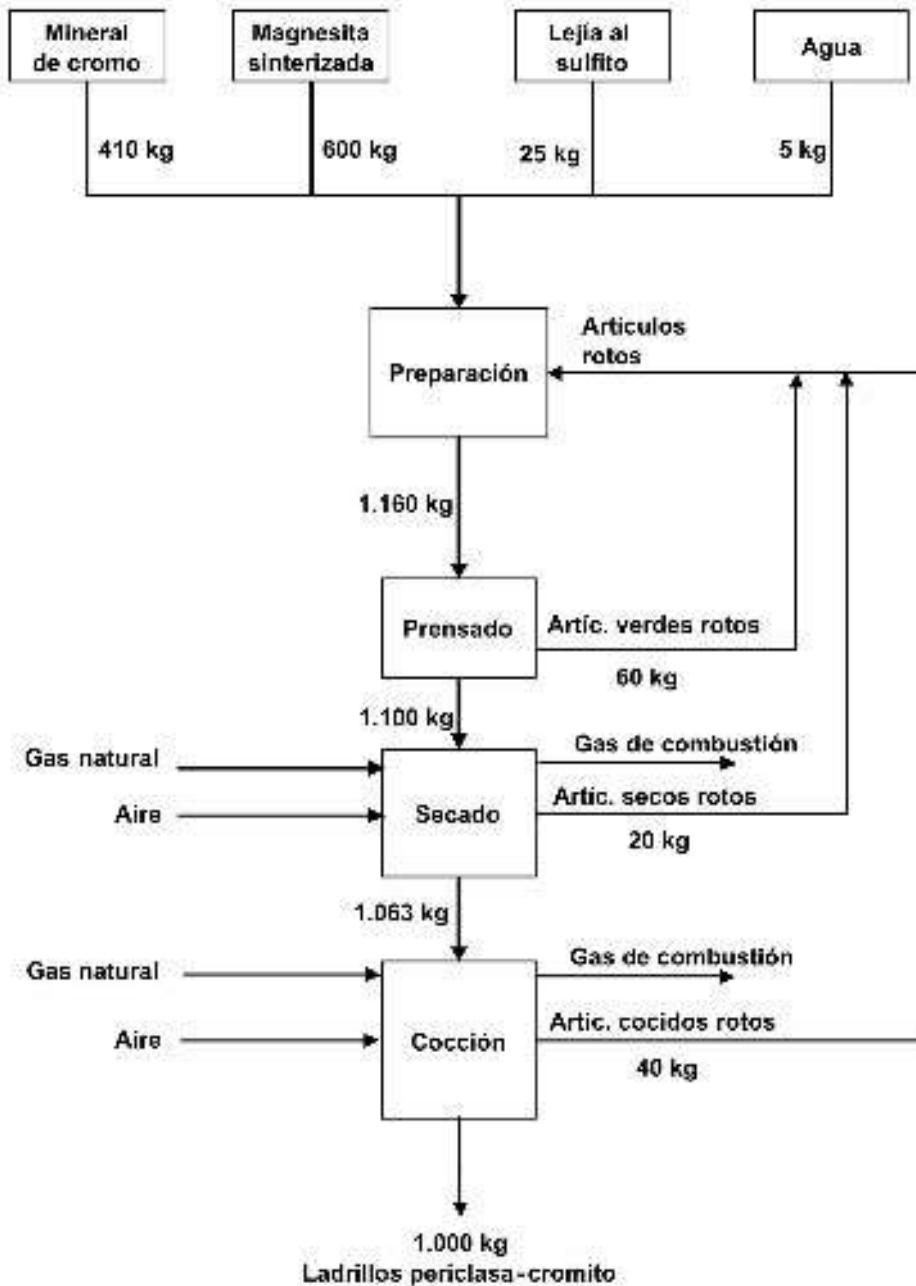 Mineral
de cromo
Magnesita
sinterizada
Lejía al
sulfito
Agua
410 kg
600 kg
25 kg
5 kg
Artículos
rotos
Preparación
1.160 kg
Prensado
Artíc. verdes rotos
60 kg
1.100 kg
Gas natural
Gas de combustión
Aire
Secado
Artíc. secos rotos
20 kg
1.063 kg
Gas natural
Gas de combustión
Aire
Cocción
Artic. cocidos rotos
40 kg
1.000 kg
Ladrillos periclasa-cromito